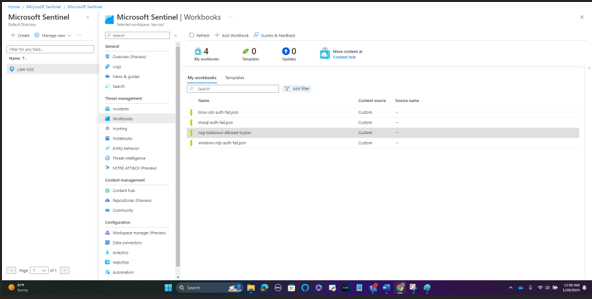 Home > Microsoft Sentinel > Microsoft Sentinel
Microsoft Sentinel
Default Directory
Create
Manage view
Filter for any field...
Name
LAW-SOC
Page 1 of 1
Microsoft Sentinel | Workbooks
Selected workspace: 'law-soc'
Search
General
Overview (Preview)
Logs
News & guides
Search
Threat management
Incidents
Workbooks
Hunting
Notebooks
Entity behavior
Threat intelligence
MITRE ATT&CK (Preview)
Content management
Content hub
Repositories (Preview)
Community
Configuration
Workspace manager (Preview)
Data connectors
Analytics
Watchlist
Automation
Refresh
Add Workbook
Guides & Feedback
4
My workbooks
0
Templates
0
Updates
More content at
Content hub
My workbooks
Templates
Search
Add filter
Name
Content source
Source name
linux-ssh-auth-fail.json
Custom
--
mssql-auth-fail.json
Custom
--
nsg-malicious-allowed-in.json
Custom
--
windows-rdp-auth-fail.json
Custom
--
Sunny
Search